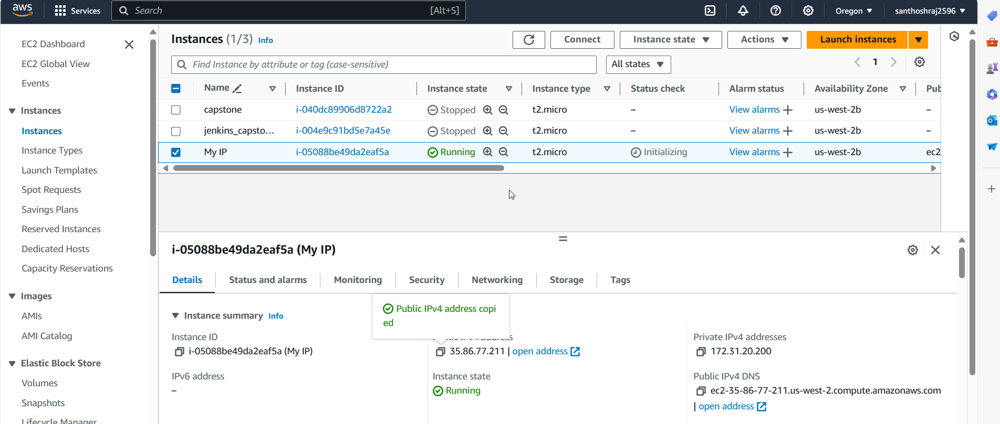 aws Services Search [Alt+S] Oregon santhoshraj2596
EC2 Dashboard
EC2 Global View
Events
Instances
Instances
Instance Types
Launch Templates
Spot Requests
Savings Plans
Reserved Instances
Dedicated Hosts
Capacity Reservations
Images
AMIs
AMI Catalog
Elastic Block Store
Volumes
Snapshots
Lifecycle Manager
Instances (1/3) Info Connect Instance state Actions Launch instances
Find Instance by attribute or tag (case-sensitive) All states 1
Name Instance ID Instance state Instance type Status check Alarm status Availability Zone Pub
capstone i-040dc89906d8722a2 Stopped t2.micro – View alarms us-west-2b –
jenkins_capsto... i-004e9c91bd5e7a45e Stopped t2.micro – View alarms us-west-2b –
My IP i-05088be49da2eaf5a Running t2.micro Initializing View alarms us-west-2b ec2
i-05088be49da2eaf5a (My IP)
Details Status and alarms Monitoring Security Networking Storage Tags
Public IPv4 address copi
ed
Instance summary Info
Instance ID
i-05088be49da2eaf5a (My IP)
35.86.77.211 | open address
Private IPv4 addresses
172.31.20.200
IPv6 address
–
Instance state
Running
Public IPv4 DNS
ec2-35-86-77-211.us-west-2.compute.amazonaws.com
| open address